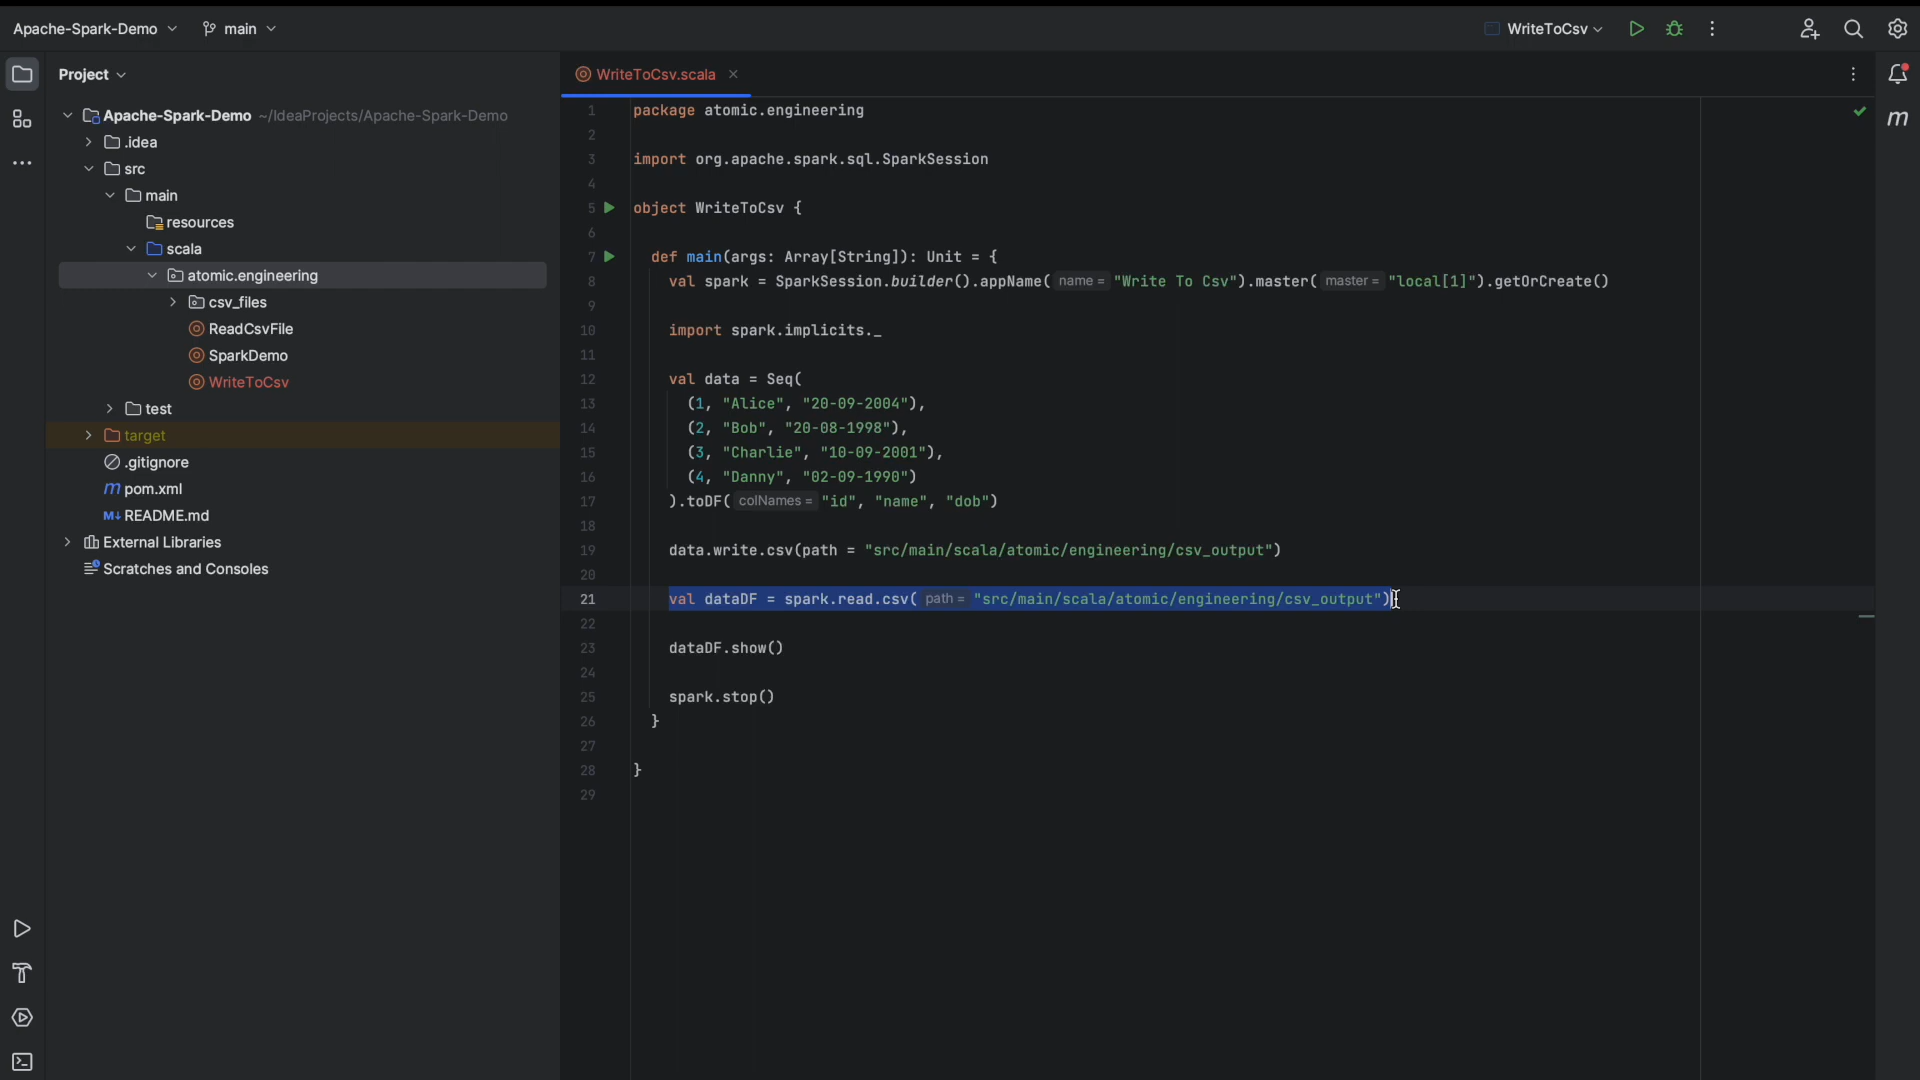 Apache-Spark-Demo main WriteToCsv
Project
Apache-Spark-Demo ~/IdeaProjects/Apache-Spark-Demo
.idea
src
main
resources
scala
atomic.engineering
csv_files
ReadCsvFile
SparkDemo
WriteToCsv
test
target
.gitignore
m pom.xml
M↓ README.md
External Libraries
Scratches and Consoles
WriteToCsv.scala
m
1 package atomic.engineering
2
3 import org.apache.spark.sql.SparkSession
4
5 object WriteToCsv {
6
7 def main(args: Array[String]): Unit = {
8 val spark = SparkSession.builder().appName( name = "Write To Csv").master( master = "local[1]").getOrCreate()
9
10 import spark.implicits._
11
12 val data = Seq(
13 (1, "Alice", "20-09-2004"),
14 (2, "Bob", "20-08-1998"),
15 (3, "Charlie", "10-09-2001"),
16 (4, "Danny", "02-09-1990")
17 ).toDF( colNames = "id", "name", "dob")
18
19 data.write.csv(path = "src/main/scala/atomic/engineering/csv_output")
20
21 val dataDF = spark.read.csv( path = "src/main/scala/atomic/engineering/csv_output")
22
23 dataDF.show()
24
25 spark.stop()
26 }
27
28 }
29